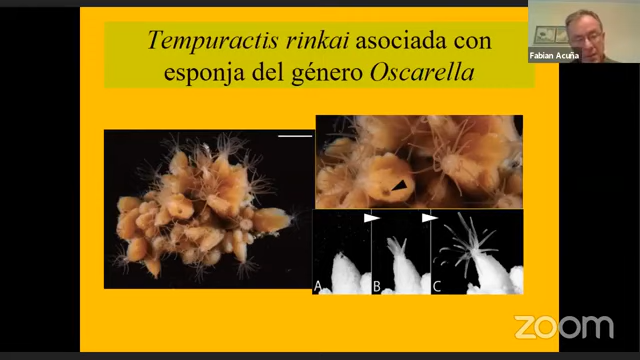 Tempuractis rinkai asociada con
esponja del género Oscarella
Fabian Acuña
A
B
C
zoom